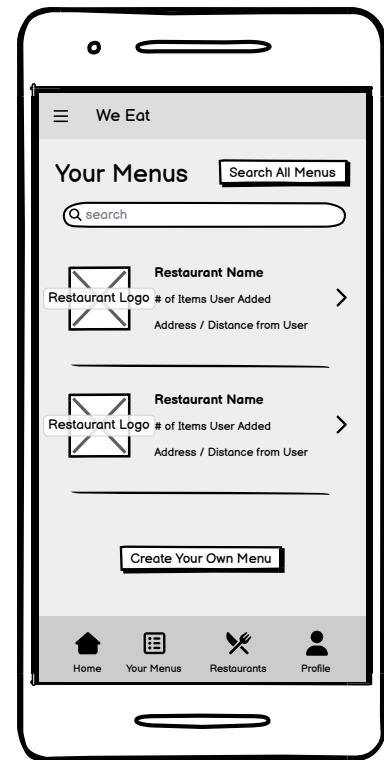 We Eat
Your Menus
Search All Menus
search
Restaurant Name
Restaurant Logo
# of Items User Added
Address / Distance from User
Restaurant Name
Restaurant Logo
# of Items User Added
Address / Distance from User
Create Your Own Menu
Home
Your Menus
Restaurants
Profile